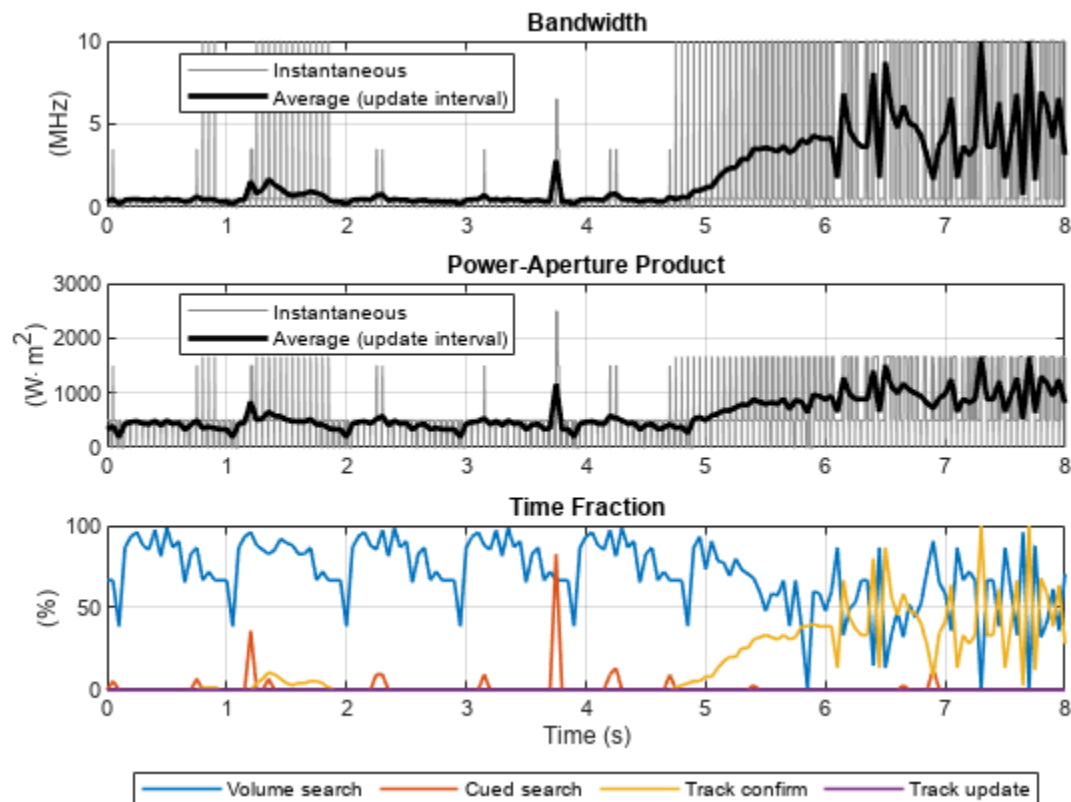 Bandwidth
10
5
0
(MHz)
Instantaneous
Average (update interval)
0 1 2 3 4 5 6 7 8
Power-Aperture Product
3000
2000
1000
0
(W· m²)
Instantaneous
Average (update interval)
0 1 2 3 4 5 6 7 8
Time Fraction
100
50
0
(%)
0 1 2 3 4 5 6 7 8
Time (s)
Volume search Cued search Track confirm Track update